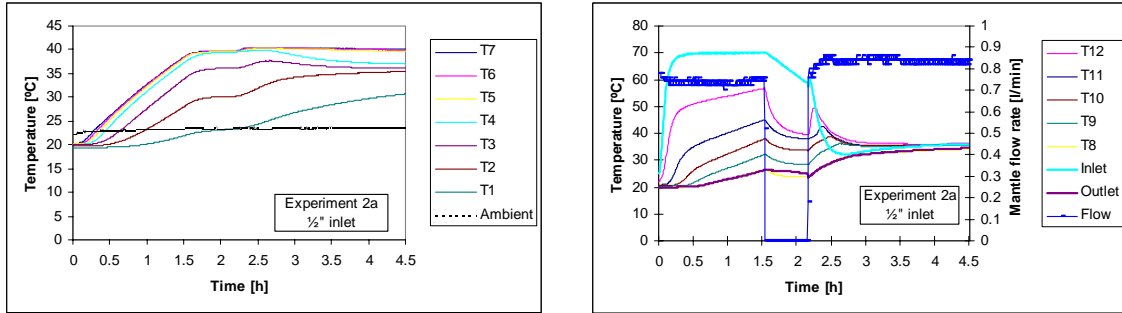 45
40
35
30
25
20
15
10
5
0
Temperature [ºC]
0 0.5 1 1.5 2 2.5 3 3.5 4 4.5
Time [h]
Experiment 2a
½" inlet
T7
T6
T5
T4
T3
T2
T1
Ambient
80
70
60
50
40
30
20
10
0
Temperature [ºC]
0 0.5 1 1.5 2 2.5 3 3.5 4 4.5
Time [h]
1
0.9
0.8
0.7
0.6
0.5
0.4
0.3
0.2
0.1
0
Mantle flow rate [l/min]
Experiment 2a
½" inlet
T12
T11
T10
T9
T8
Inlet
Outlet
Flow